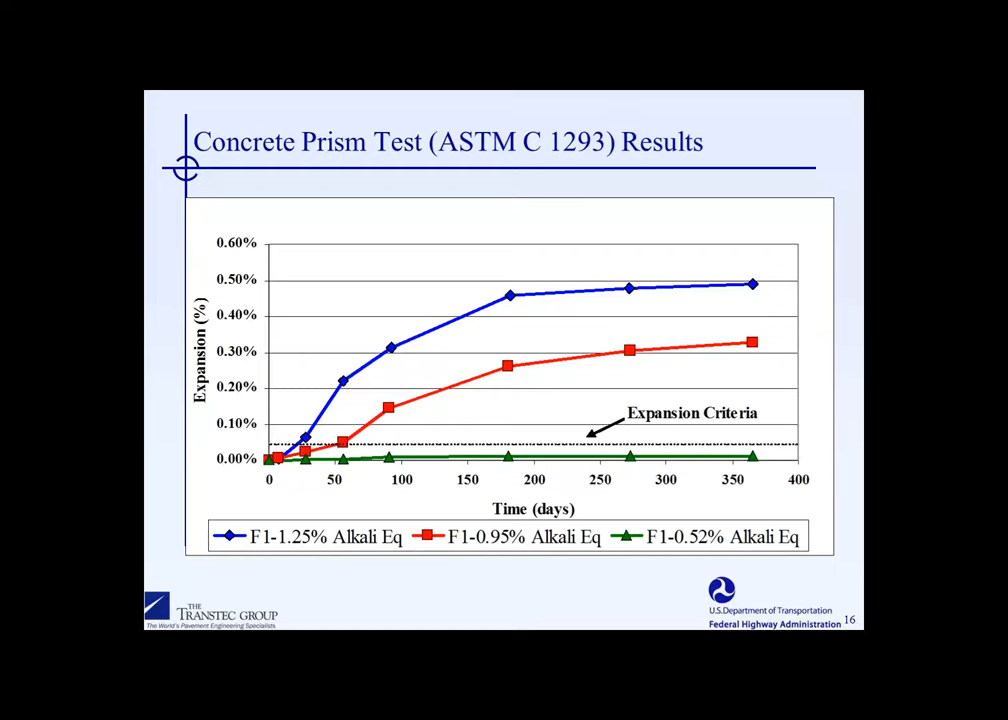 Concrete Prism Test (ASTM C 1293) Results
0.60%
0.50%
0.40%
0.30%
0.20%
0.10%
0.00%
Expansion (%)
Expansion Criteria
0 50 100 150 200 250 300 350 400
Time (days)
F1-1.25% Alkali Eq F1-0.95% Alkali Eq F1-0.52% Alkali Eq
THE
TRANSTEC GROUP
The World's Pavement Engineering Specialists
U.S.Department of Transportation
Federal Highway Administration
16